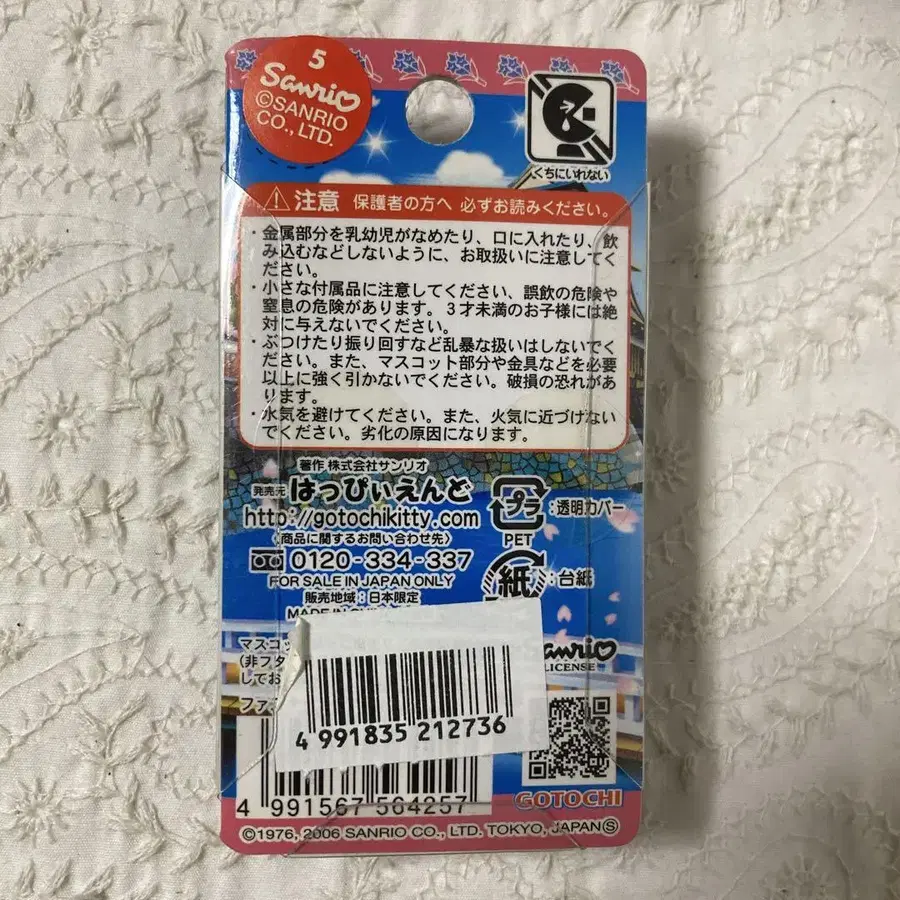 5
Sanrio
©SANRIO
CO., LTD.
くちにいれない
注意 保護者の方へ 必ずお読みください。
・金属部分を乳幼児がなめたり、口に入れたり、飲
み込むなどしないように、お取扱いに注意してく
ださい。
・小さな付属品に注意してください、誤飲の危険や
窒息の危険があります。3才未満のお子様には絶
対に与えないでください。
・ぶつけたり振り回すなど乱暴な扱いはしないでく
ださい。また、マスコット部分や金具などを必要
以上に強く引かないでください。破損の恐れがあ
ります。
・水気を避けてください。また、火気に近づけない
でください。劣化の原因になります。
著作 株式会社サンリオ
発売元 はっぴぃえんど
http://gotochikitty.com
〈商品に関するお問い合わせ先〉
0120-334-337
FOR SALE IN JAPAN ONLY
販売地域:日本限定
MADE IN
プラ :透明カバー
PET
紙 :台紙
マスコッ
(非フタ
してお
ファス
Sanrio
LICENSE
4 991835 212736
4 991567 564257
GOTOCHI
©1976, 2006 SANRIO CO., LTD. TOKYO, JAPAN Ⓢ